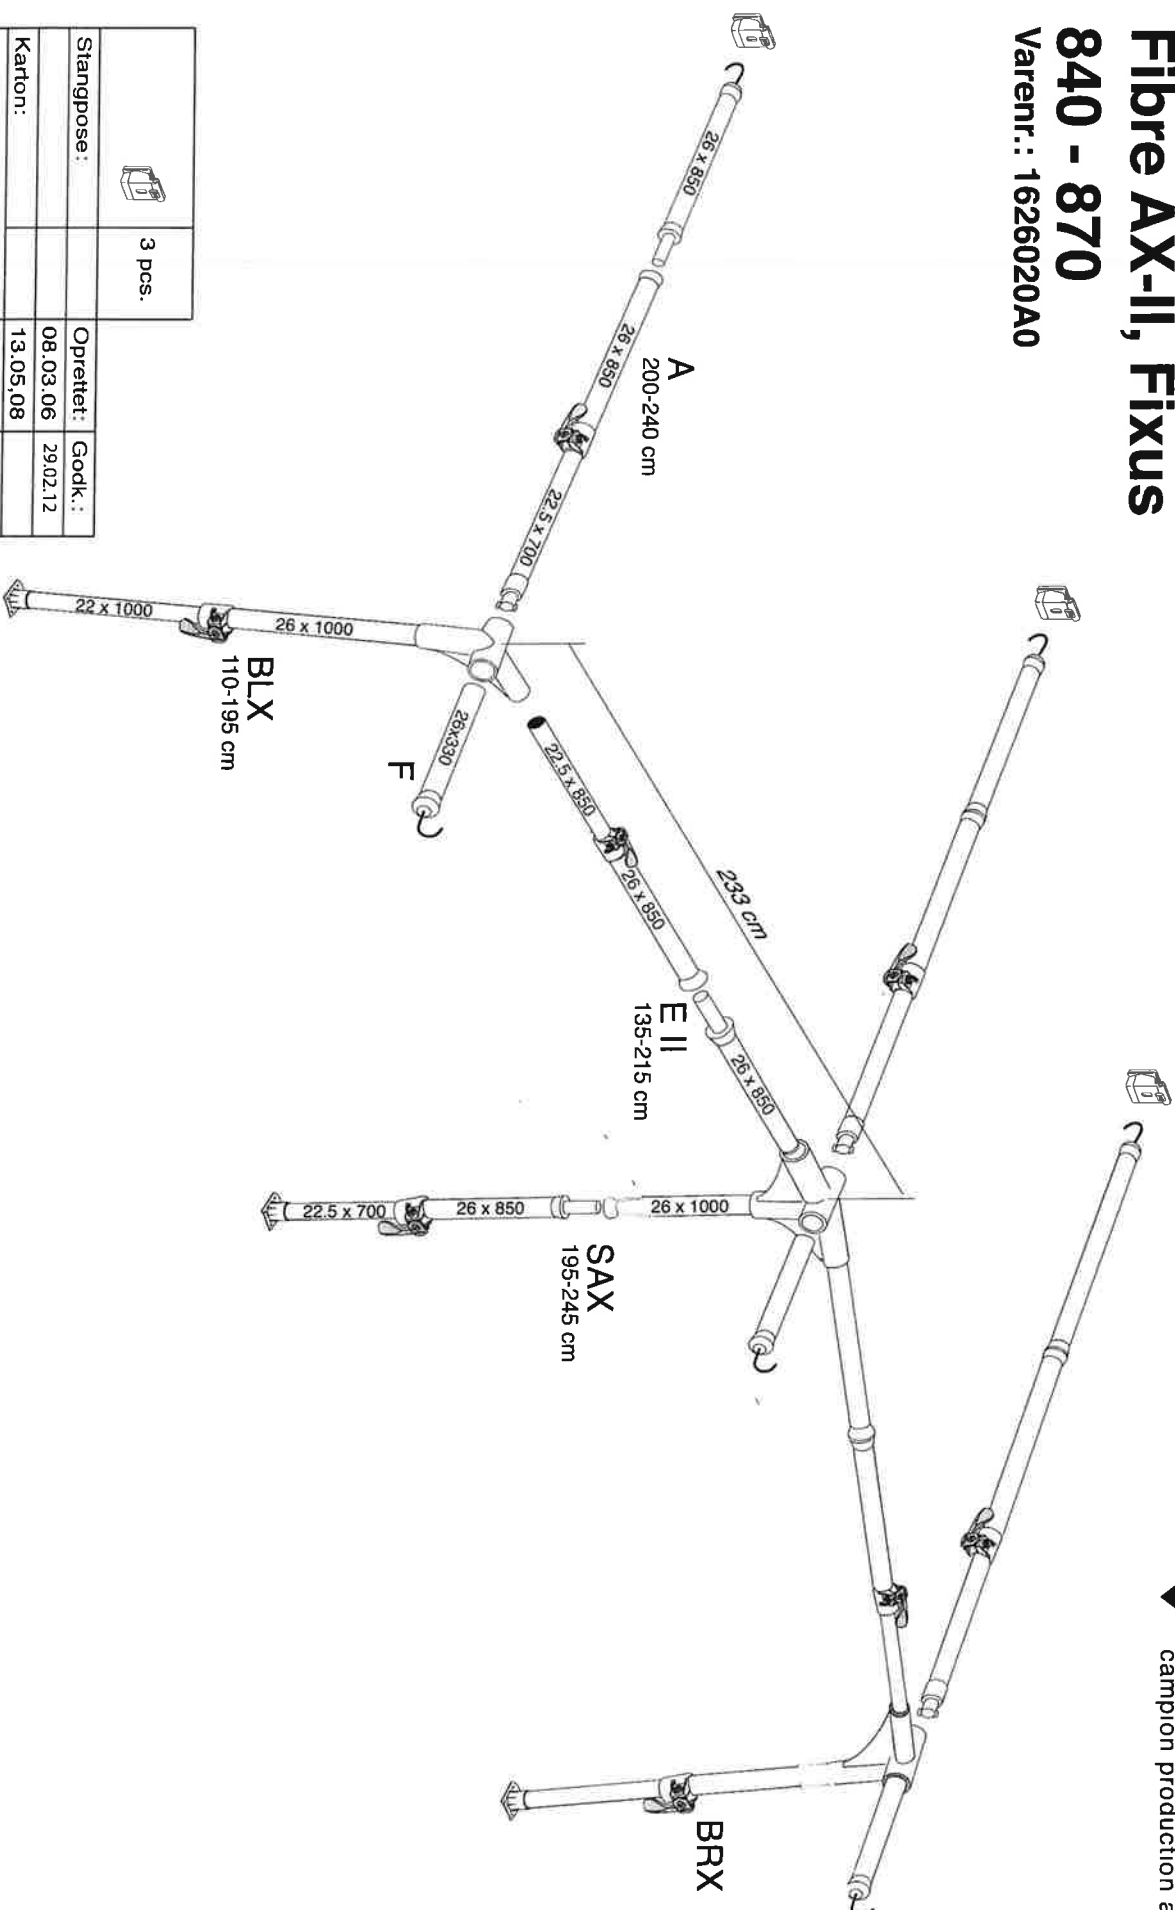 Fibre AX-II, Fixus
840 - 870
Varenr.: 1626020A0
campion production
26 x 850
26 x 850
A
200-240 cm
22.5 x 700
22 x 1000
26 x 1000
BLX
110-195 cm
26x330
F
22.5 x 850
26 x 850
233 cm
E II
135-215 cm
26 x 850
22.5 x 700
26 x 850
26 x 1000
SAX
195-245 cm
BRX
3 pcs.
Stangpose:
Oprettet:
Godk.:
08.03.06
29.02.12
Karton:
13.05,08